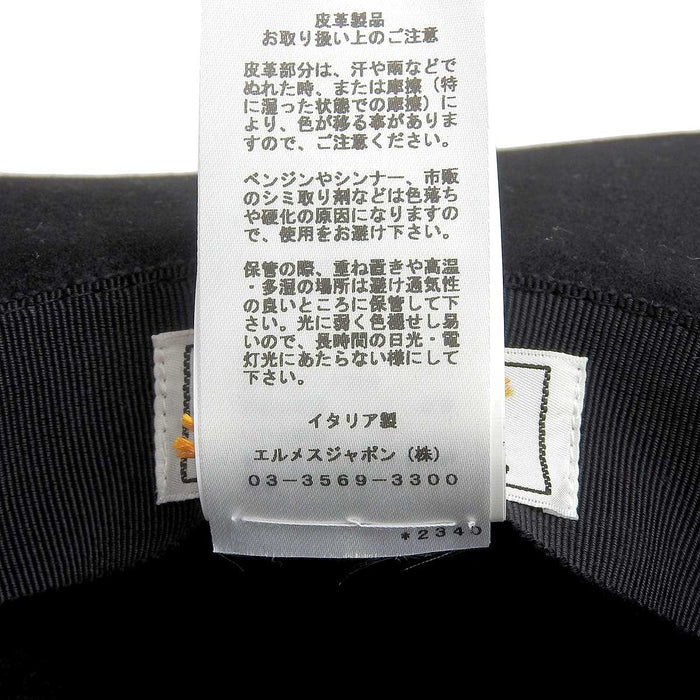 皮革製品
お取り扱い上のご注意
皮革部分は、汗や雨などで
ぬれた時、または摩擦（特
に湿った状態での摩擦）に
より、色が移る事がありま
すので、ご注意ください。
ベンジンやシンナー、市販
のシミ取り剤などは色落ち
や硬化の原因になりますの
で、使用をお避け下さい。
保管の際、重ね置きや高温
・多湿の場所は避け通気性
の良いところに保管して下
さい。光に弱く色褪せし易
いので、長時間の日光・電
灯光にあたらない様にして
下さい。
イタリア製
エルメスジャポン（株）
03-3569-3300
*2340